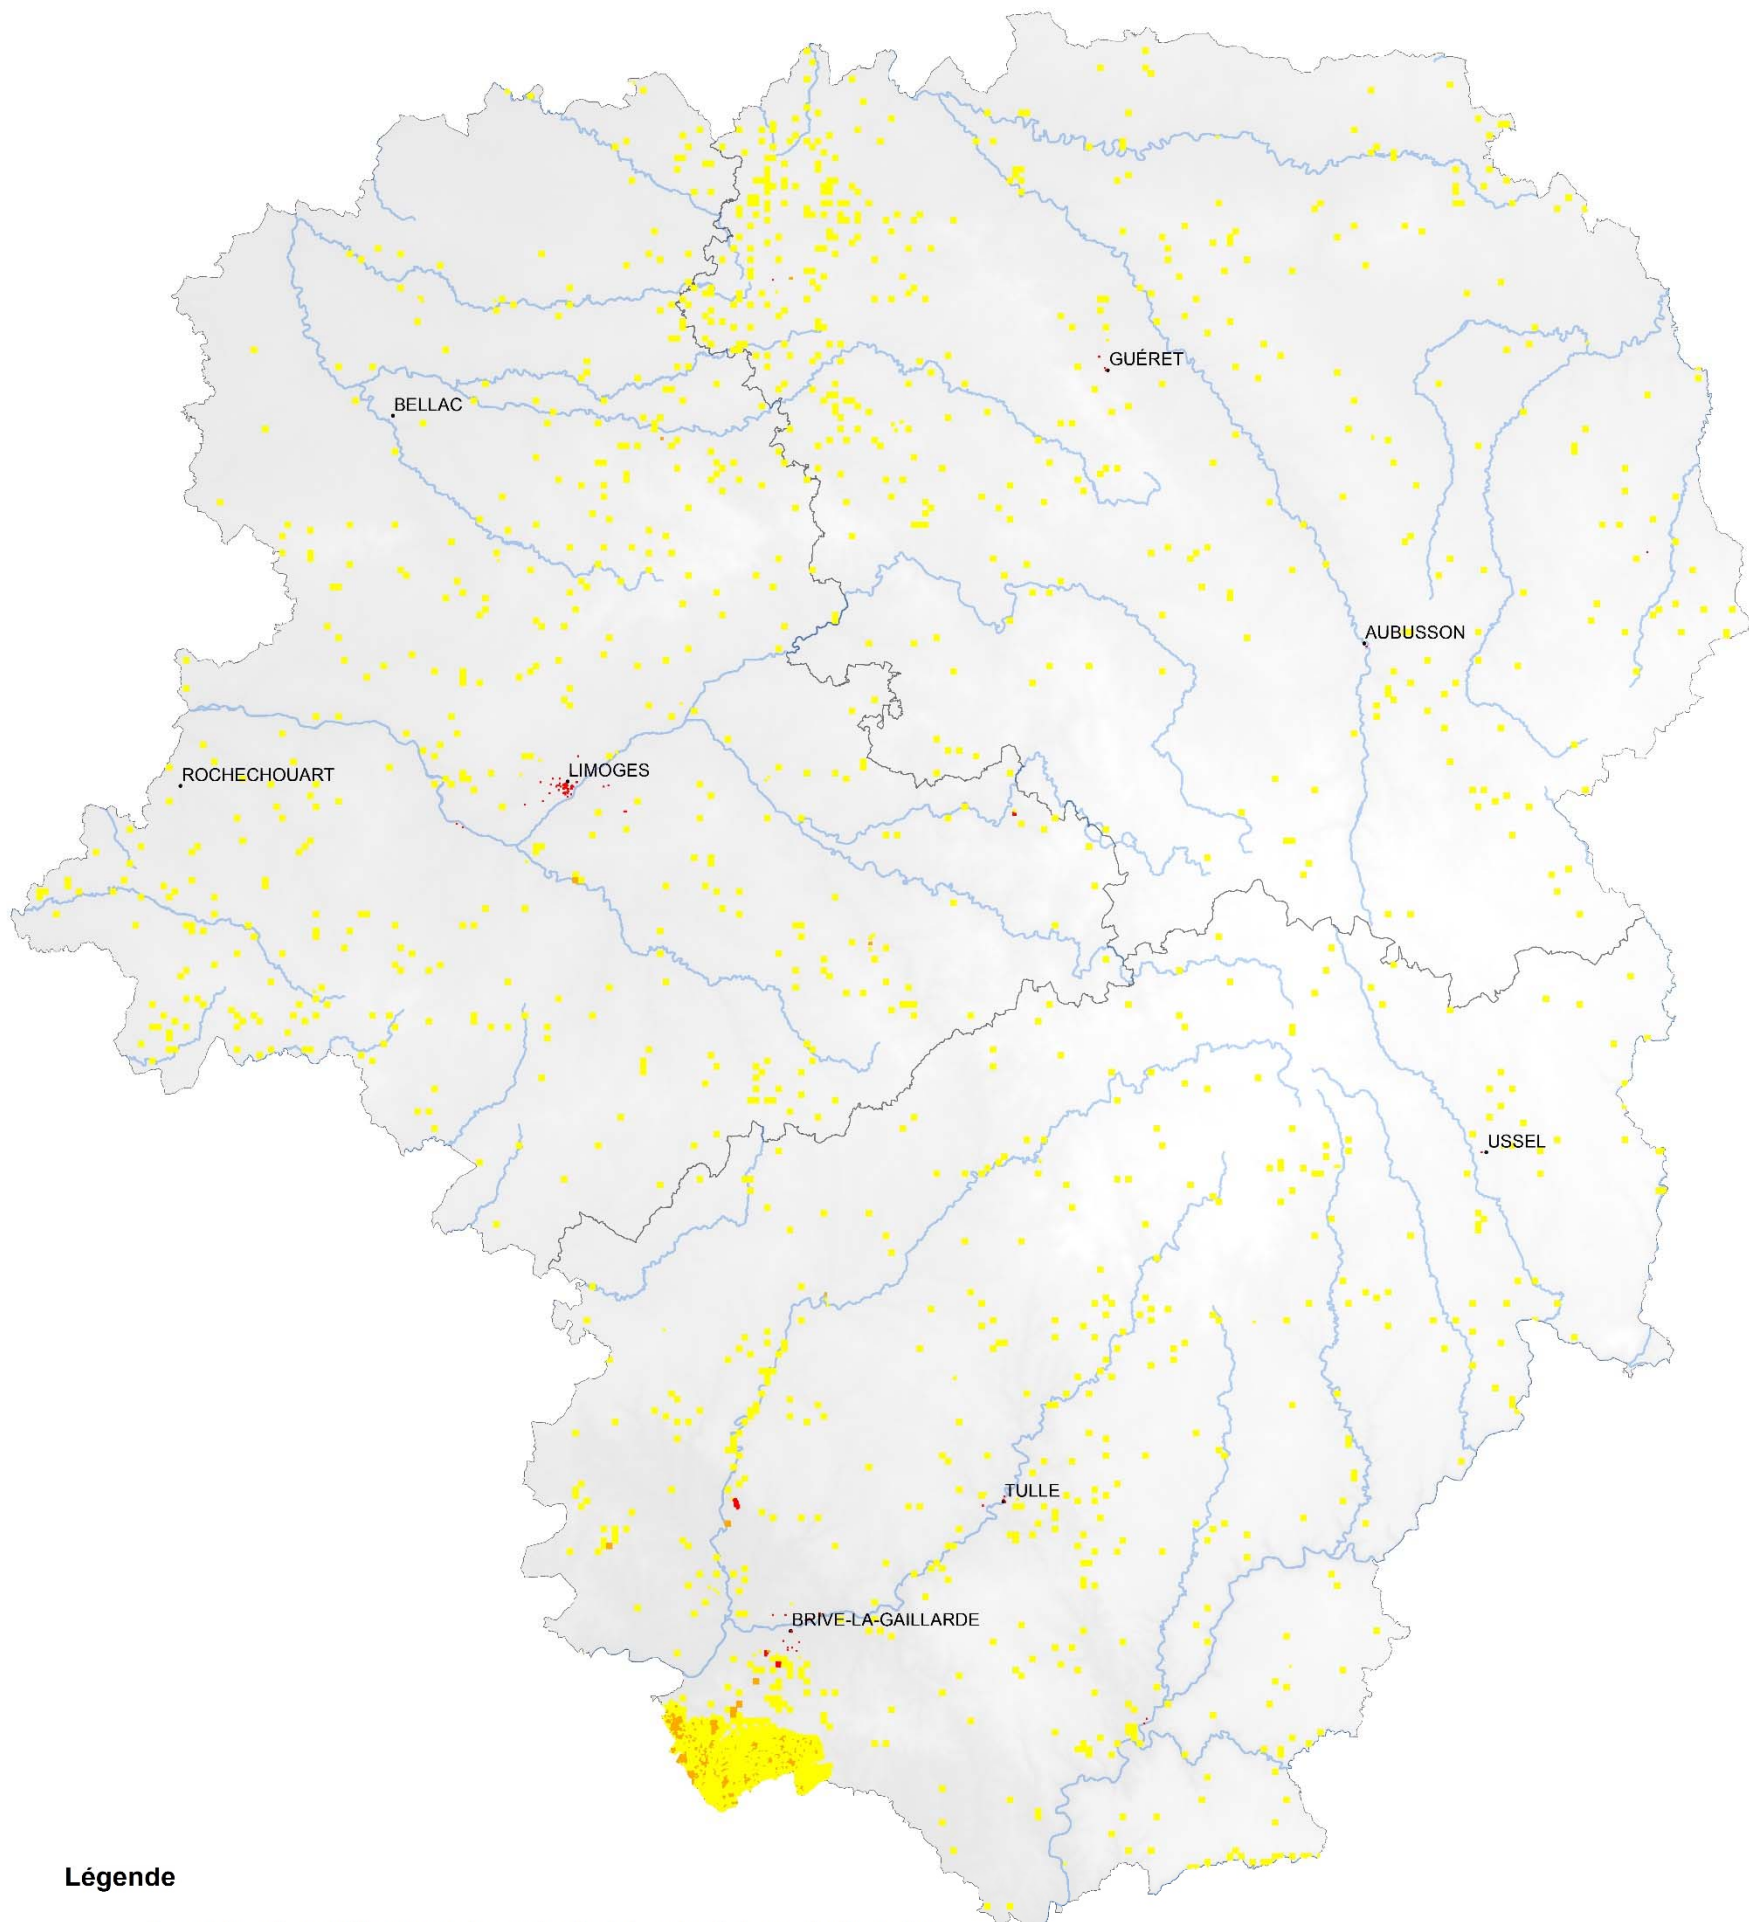 GUÉRET
BELLAC
AUBUSSON
LIMOGES
ROCHECHOUART
USSEL
TULLE
BRIVE-LA-GAILLARDE
Légende